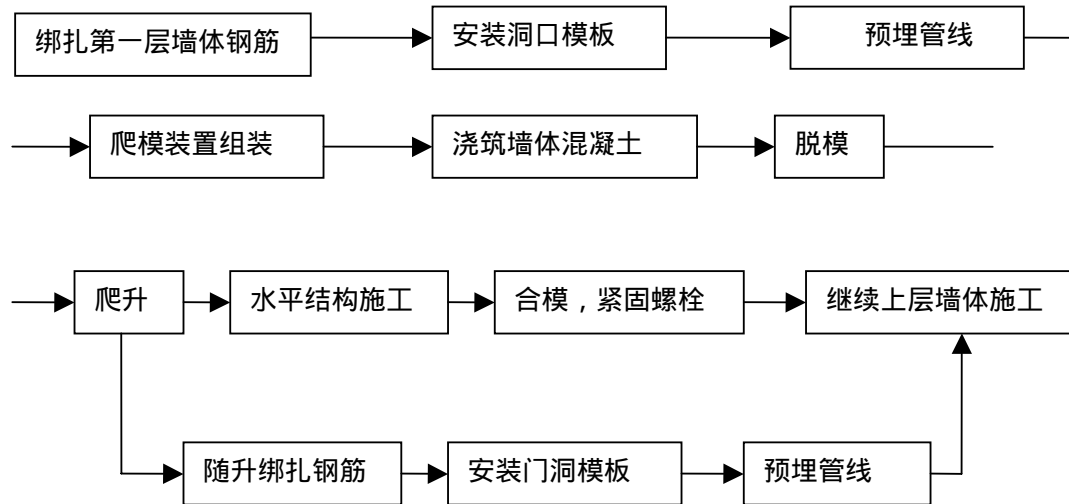 绑扎第一层墙体钢筋
安装洞口模板
预埋管线
爬模装置组装
浇筑墙体混凝土
脱模
爬升
水平结构施工
合模，紧固螺栓
继续上层墙体施工
随升绑扎钢筋
安装门洞模板
预埋管线